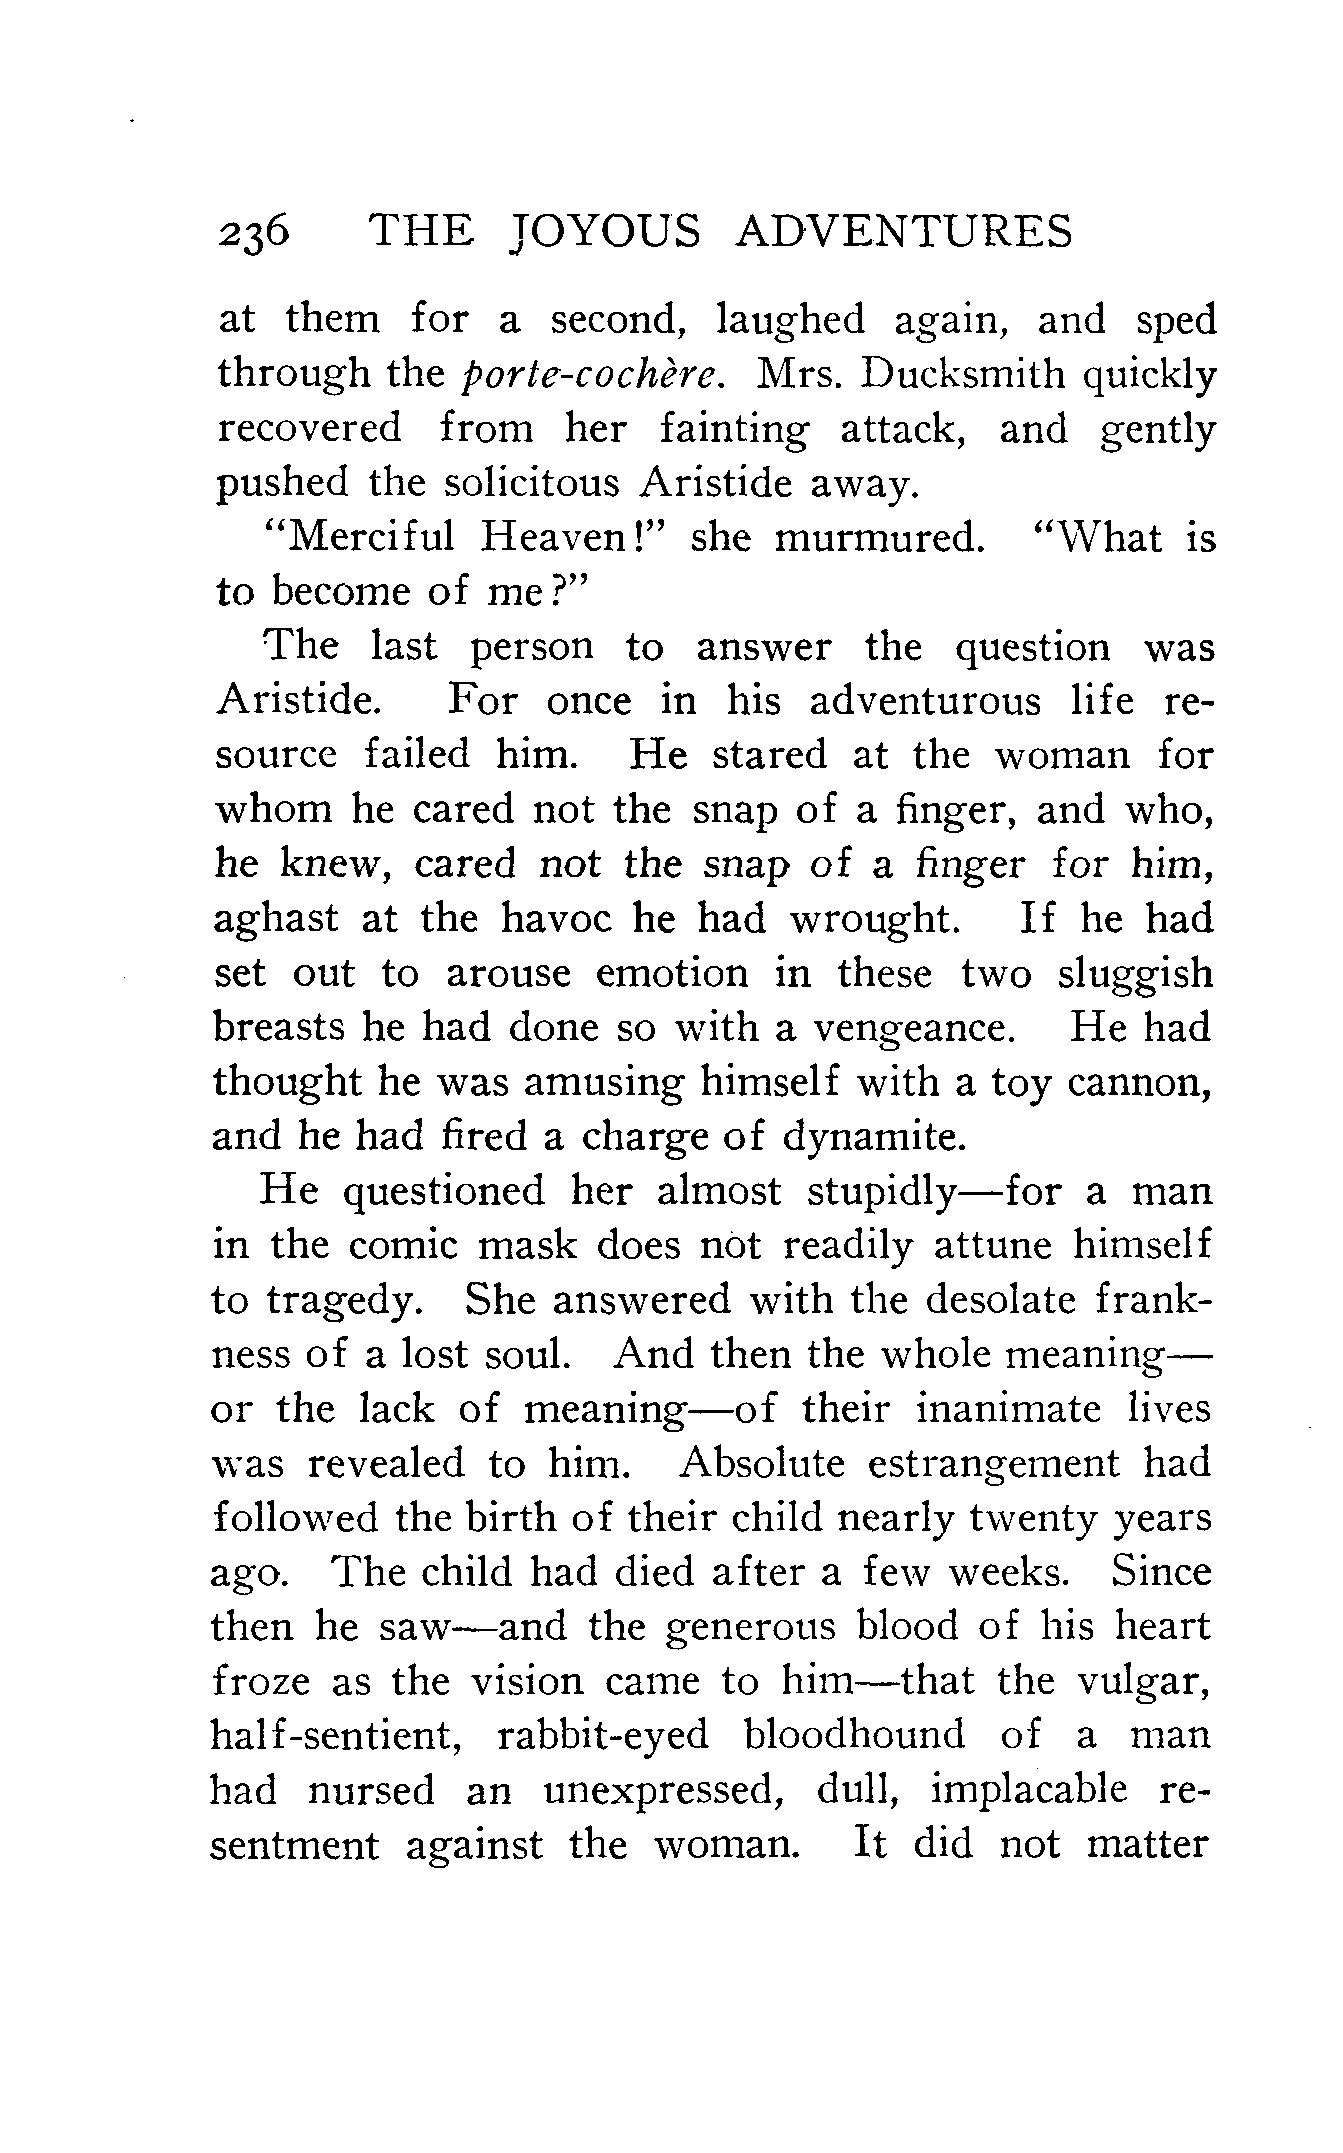 236 THE JOYOUS ADVENTURES
at them for a second, laughed again, and sped
through the porte-cochère. Mrs. Ducksmith quickly
recovered from her fainting attack, and gently
pushed the solicitous Aristide away.
“Merciful Heaven!” she murmured. “What is
to become of me?”
The last person to answer the question was
Aristide. For once in his adventurous life re-
source failed him. He stared at the woman for
whom he cared not the snap of a finger, and who,
he knew, cared not the snap of a finger for him,
aghast at the havoc he had wrought. If he had
set out to arouse emotion in these two sluggish
breasts he had done so with a vengeance. He had
thought he was amusing himself with a toy cannon,
and he had fired a charge of dynamite.
He questioned her almost stupidly—for a man
in the comic mask does not readily attune himself
to tragedy. She answered with the desolate frank-
ness of a lost soul. And then the whole meaning—
or the lack of meaning—of their inanimate lives
was revealed to him. Absolute estrangement had
followed the birth of their child nearly twenty years
ago. The child had died after a few weeks. Since
then he saw—and the generous blood of his heart
froze as the vision came to him—that the vulgar,
half-sentient, rabbit-eyed bloodhound of a man
had nursed an unexpressed, dull, implacable re-
sentment against the woman. It did not matter